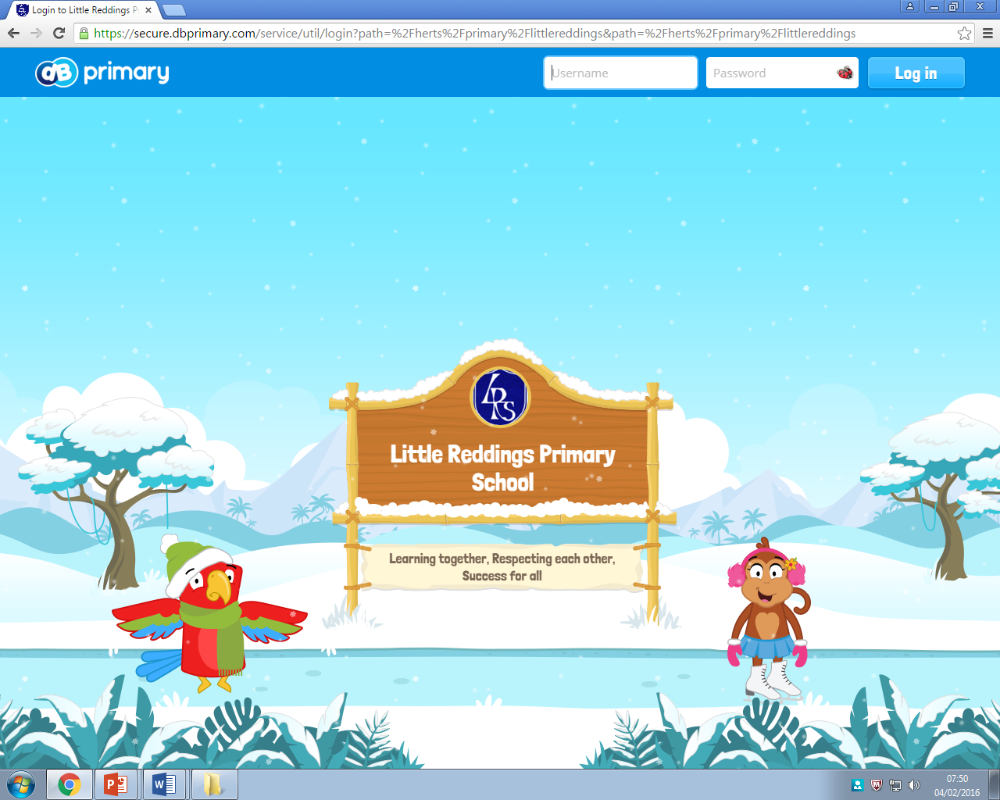 Login to Little Reddings P
https://secure.dbprimary.com/service/util/login?path=%2Fherts%2Fprimary%2Flittlereddings&path=%2Fherts%2Fprimary%2Flittlereddings
dB primary
Username
Password
Log in
LRS
Little Reddings Primary
School
Learning together, Respecting each other,
Success for all
07:50
04/02/2016